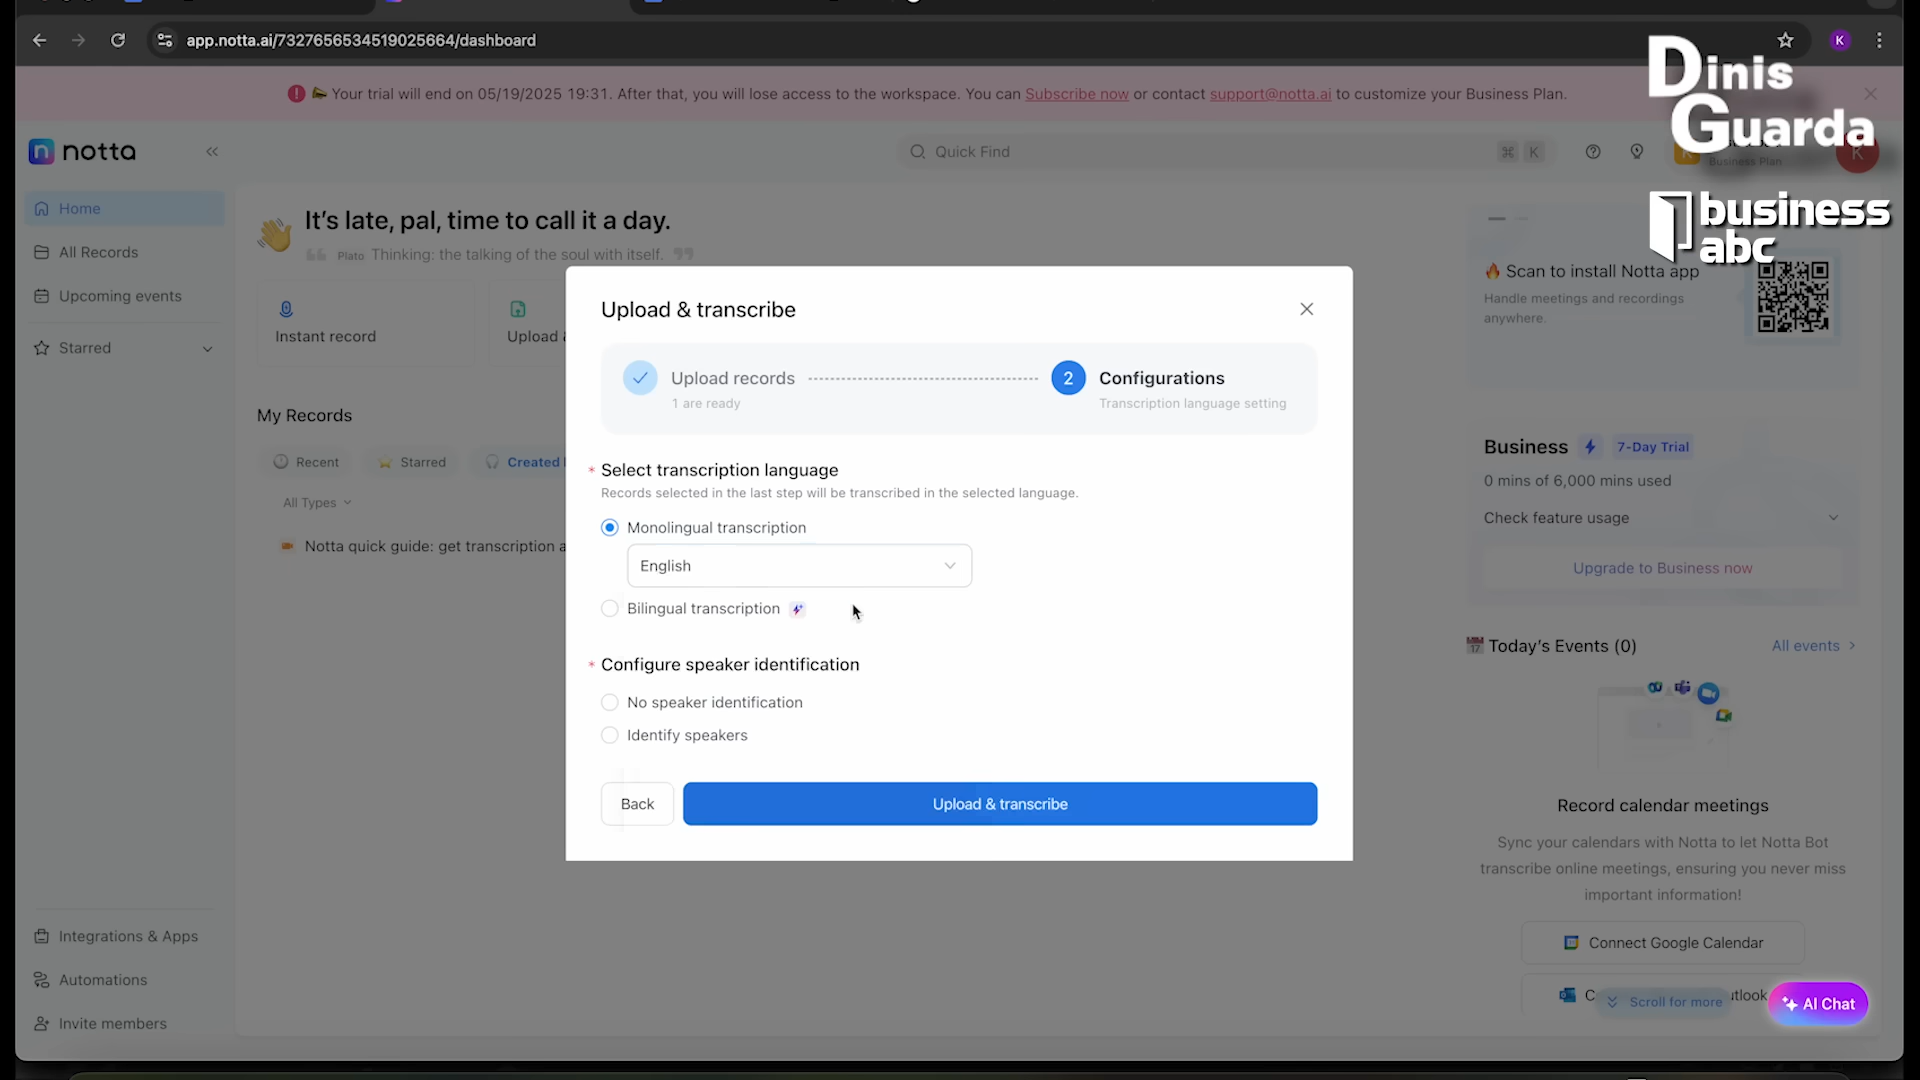 app.notta.ai/7327656534519025664/dashboard
K
Your trial will end on 05/19/2025 19:31. After that, you will lose access to the workspace. You can Subscribe now or contact support@notta.ai to customize your Business Plan.
Dinis
Guarda
business
abc
notta
Quick Find
⌘ K
Business Plan
Home
All Records
Upcoming events
Starred
It's late, pal, time to call it a day.
Plato Thinking: the talking of the soul with itself.
Instant record
Upload
My Records
Recent
Starred
Created
All Types
Notta quick guide: get transcription a
Upload & transcribe
Upload records
1 are ready
2
Configurations
Transcription language setting
* Select transcription language
Records selected in the last step will be transcribed in the selected language.
Monolingual transcription
English
Bilingual transcription
* Configure speaker identification
No speaker identification
Identify speakers
Back
Upload & transcribe
Scan to install Notta app
Handle meetings and recordings
anywhere.
Business
7-Day Trial
0 mins of 6,000 mins used
Check feature usage
Upgrade to Business now
Today's Events (0)
All events
Record calendar meetings
Sync your calendars with Notta to let Notta Bot
transcribe online meetings, ensuring you never miss
important information!
Connect Google Calendar
C
Scroll for more
tlook
AI Chat
Integrations & Apps
Automations
Invite members